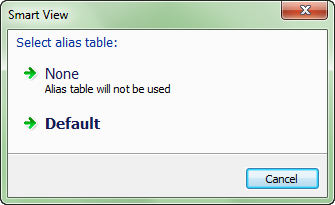 Smart View
Select alias table:
None
Alias table will not be used
Default
Cancel